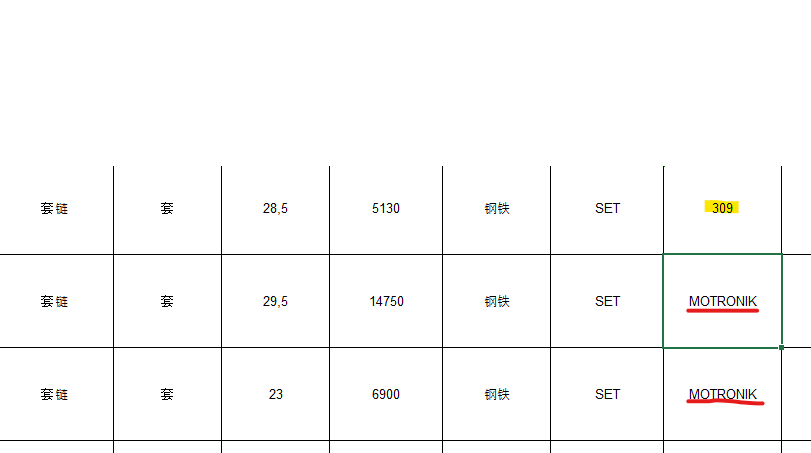 套链 套 28,5 5130 钢铁 SET 309
套链 套 29,5 14750 钢铁 SET MOTRONIK
套链 套 23 6900 钢铁 SET MOTRONIK